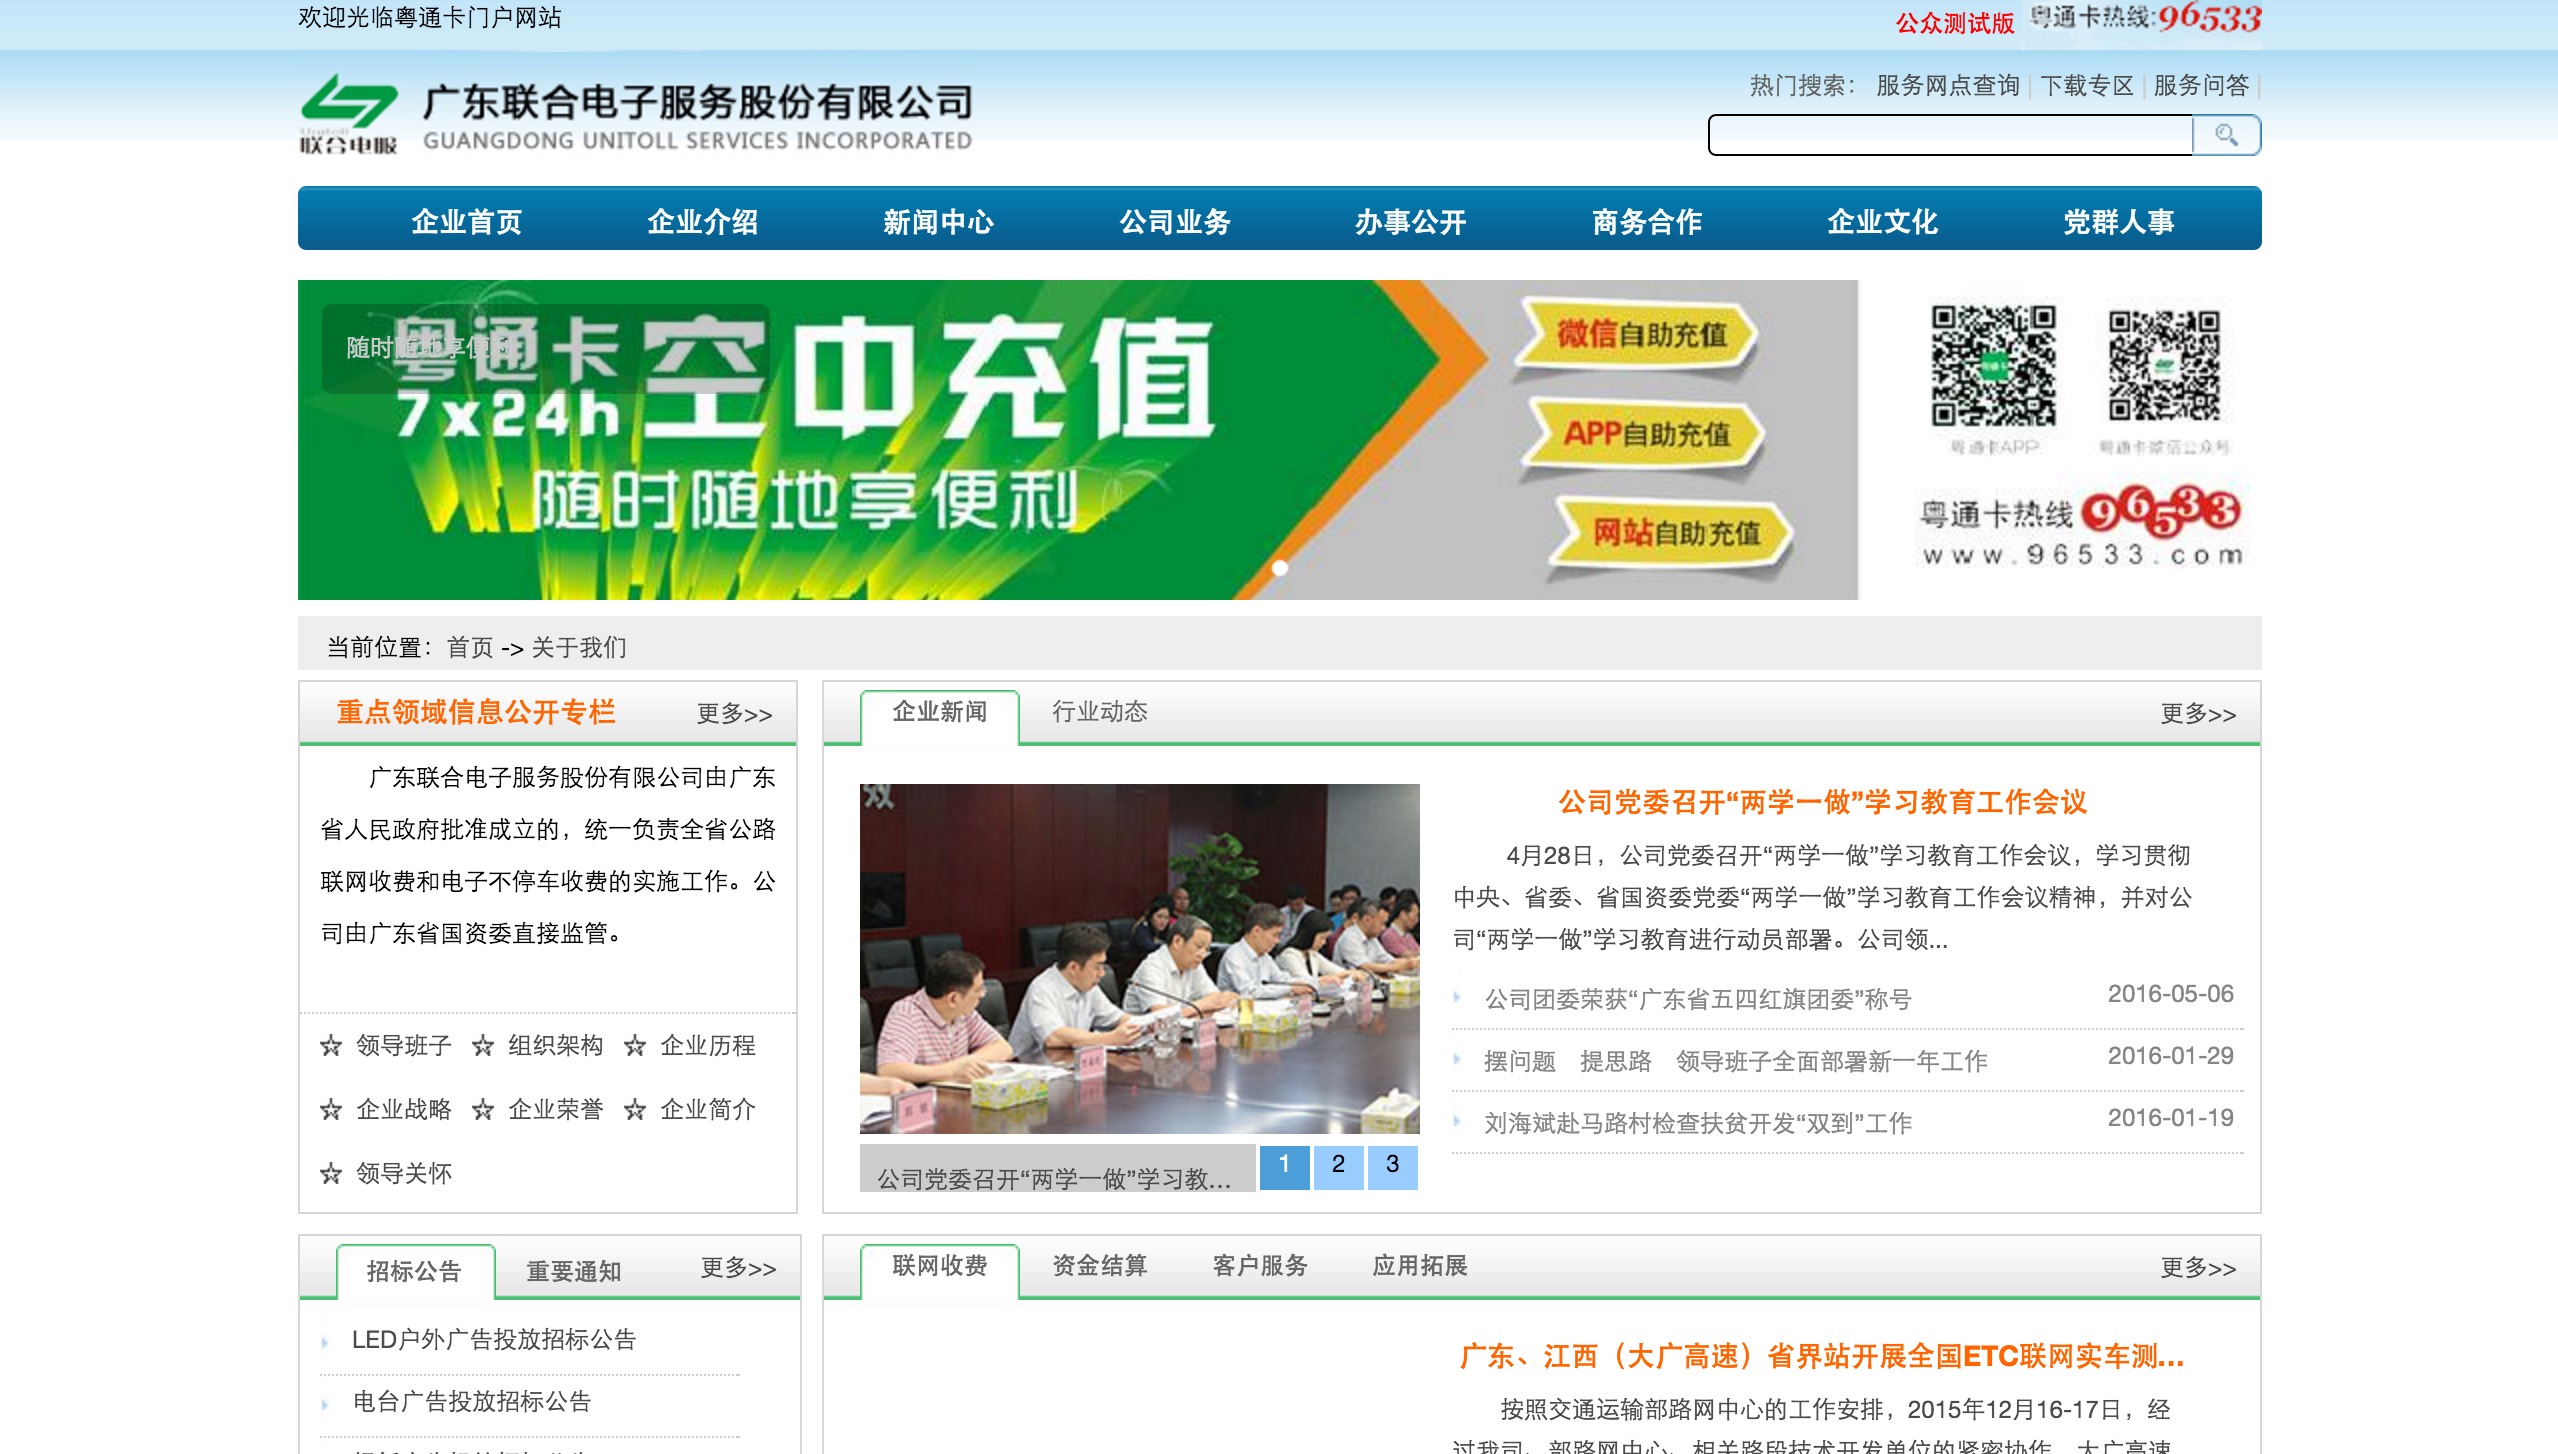 欢迎光临粤通卡门户网站
公众测试版 粤通卡热线:96533
热门搜索： 服务网点查询 | 下载专区 | 服务问答 |
联合电服
广东联合电子服务股份有限公司
GUANGDONG UNITOLL SERVICES INCORPORATED
企业首页 企业介绍 新闻中心 公司业务 办事公开 商务合作 企业文化 党群人事
随时随地享便利
粤通卡 空中充值
7x24h
随时随地享便利
微信自助充值
APP自助充值
网站自助充值
粤通卡APP 粤通卡微信公众号
粤通卡热线 96533
www.96533.com
当前位置： 首页 -> 关于我们
重点领域信息公开专栏 更多>>
广东联合电子服务股份有限公司由广东
省人民政府批准成立的，统一负责全省公路
联网收费和电子不停车收费的实施工作。公
司由广东省国资委直接监管。
☆ 领导班子 ☆ 组织架构 ☆ 企业历程
☆ 企业战略 ☆ 企业荣誉 ☆ 企业简介
☆ 领导关怀
企业新闻 行业动态 更多>>
效
公司党委召开“两学一做”学习教... 1 2 3
公司党委召开“两学一做”学习教育工作会议
4月28日，公司党委召开“两学一做”学习教育工作会议，学习贯彻
中央、省委、省国资委党委“两学一做”学习教育工作会议精神，并对公
司“两学一做”学习教育进行动员部署。公司领...
公司团委荣获“广东省五四红旗团委”称号 2016-05-06
摆问题 提思路 领导班子全面部署新一年工作 2016-01-29
刘海斌赴马路村检查扶贫开发“双到”工作 2016-01-19
招标公告 重要通知 更多>>
LED户外广告投放招标公告
电台广告投放招标公告
联网收费 资金结算 客户服务 应用拓展 更多>>
广东、江西（大广高速）省界站开展全国ETC联网实车测...
按照交通运输部路网中心的工作安排，2015年12月16-17日，经
过我司、部路网中心、相关路段技术开发单位的紧密协作，大广高速